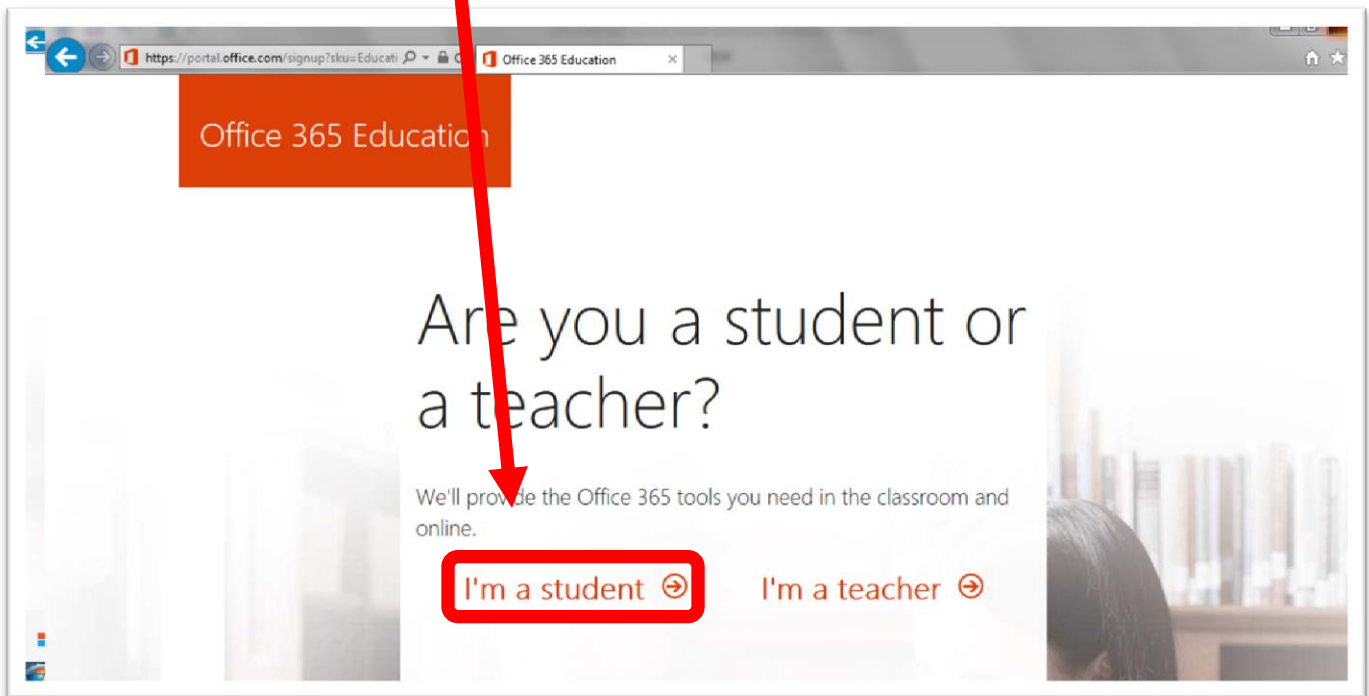 https://portal.office.com/signup?sku=Educati
Office 365 Education
Office 365 Education
Are you a student or
a teacher?
We'll provide the Office 365 tools you need in the classroom and
online.
I'm a student
I'm a teacher